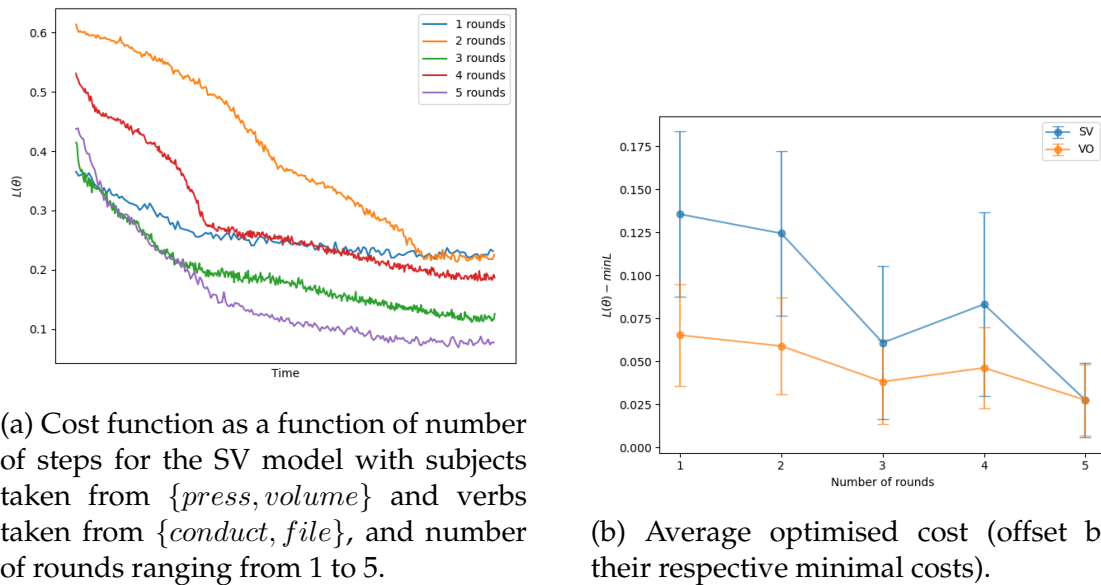 0.6
0.5
0.4
0.3
0.2
0.1
L(θ)
Time
1 rounds
2 rounds
3 rounds
4 rounds
5 rounds
(a) Cost function as a function of number
of steps for the SV model with subjects
taken from {press, volume} and verbs
taken from {conduct, file}, and number
of rounds ranging from 1 to 5.
0.175
0.150
0.125
0.100
0.075
0.050
0.025
0.000
L(θ) − minL
1 2 3 4 5
Number of rounds
SV
VO
(b) Average optimised cost (offset b
their respective minimal costs).